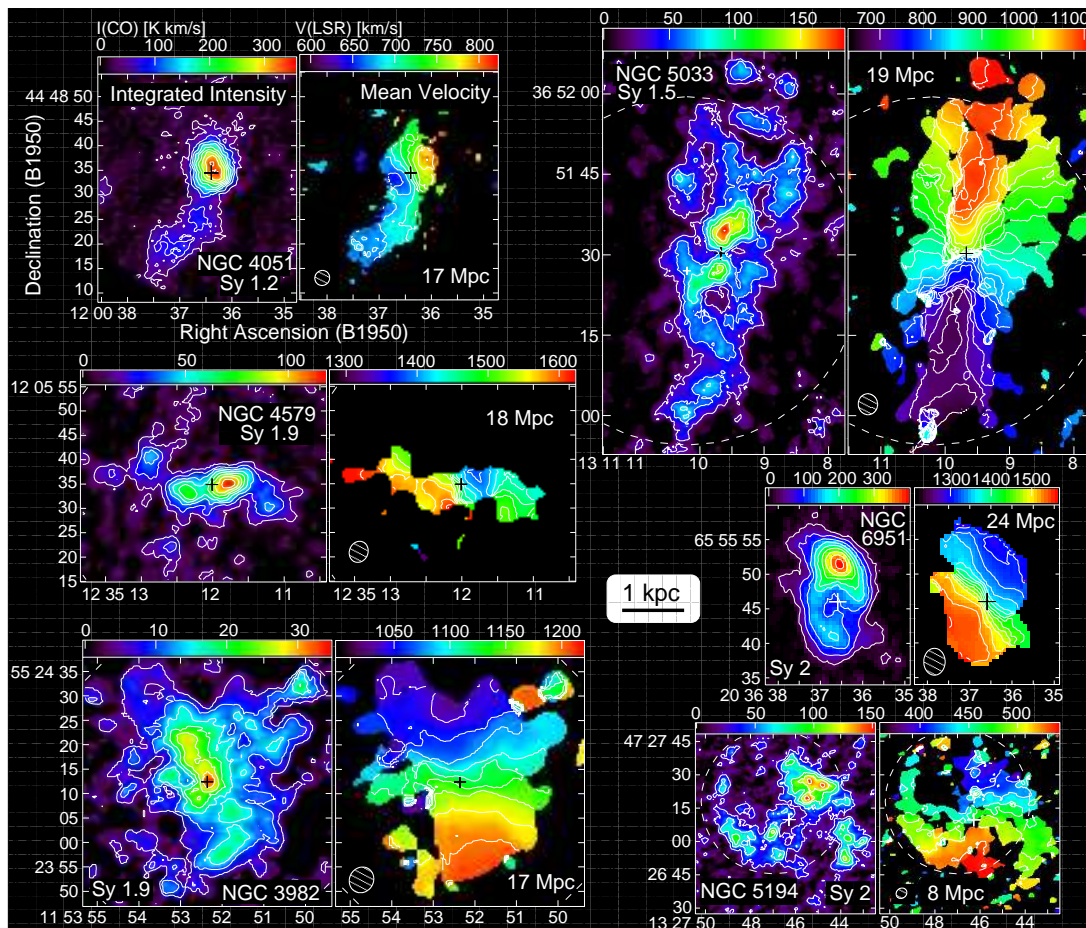 I(CO) [K km/s]
0 100 200 300
V(LSR) [km/s]
600 650 700 750 800
Integrated Intensity
Mean Velocity
44 48 50
45
40
35
30
25
20
15
10
Declination (B1950)
NGC 4051
Sy 1.2
17 Mpc
12 00 38 37 36 35
38 37 36 35
Right Ascension (B1950)
0 50 100 150
700 800 900 1000 1100
NGC 5033
Sy 1.5
19 Mpc
36 52 00
51 45
30
15
00
13 11 11 10 9 8
11 10 9 8
0 50 100
1300 1400 1500 1600
NGC 4579
Sy 1.9
18 Mpc
12 05 55
50
45
40
35
30
25
20
15
12 35 13 12 11
13 12 11
1 kpc
0 200 400
1300 1400 1500
NGC
6951
24 Mpc
Sy 2
65 55 55
50
45
40
35
20 36 38 37 36 35
38 37 36 35
0 10 20 30
1050 1100 1150 1200
55 24 35
30
25
20
15
10
05
00
23 55
50
Sy 1.9
NGC 3982
17 Mpc
11 53 55 54 53 52 51 50
55 54 53 52 51 50
0 50 100 150
400 450 500
47 27 45
30
15
00
26 45
30
NGC 5194
Sy 2
8 Mpc
13 27 50 48 46 44
50 48 46 44